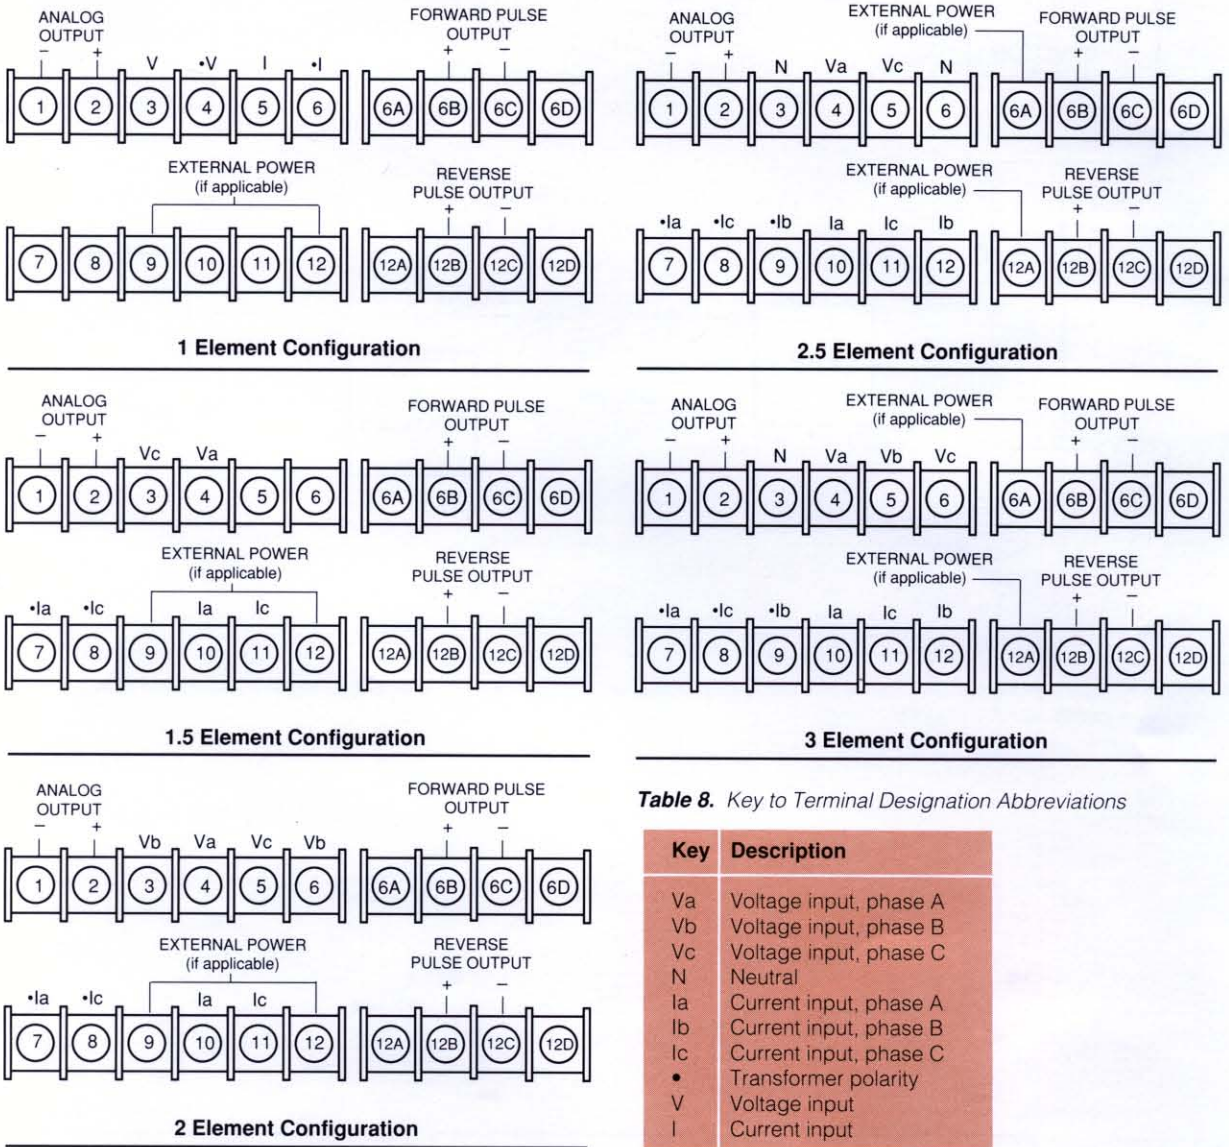 ANALOG
OUTPUT
FORWARD PULSE
OUTPUT
– + V •V I •I + –
1 2 3 4 5 6 6A 6B 6C 6D
EXTERNAL POWER
(if applicable)
REVERSE
PULSE OUTPUT
+ –
7 8 9 10 11 12 12A 12B 12C 12D
1 Element Configuration
ANALOG
OUTPUT
FORWARD PULSE
OUTPUT
– + Vc Va + –
1 2 3 4 5 6 6A 6B 6C 6D
EXTERNAL POWER
(if applicable)
REVERSE
PULSE OUTPUT
•Ia •Ic Ia Ic + –
7 8 9 10 11 12 12A 12B 12C 12D
1.5 Element Configuration
ANALOG
OUTPUT
FORWARD PULSE
OUTPUT
– + Vb Va Vc Vb + –
1 2 3 4 5 6 6A 6B 6C 6D
EXTERNAL POWER
(if applicable)
REVERSE
PULSE OUTPUT
•Ia •Ic Ia Ic + –
7 8 9 10 11 12 12A 12B 12C 12D
2 Element Configuration
ANALOG
OUTPUT
EXTERNAL POWER
(if applicable)
FORWARD PULSE
OUTPUT
– + N Va Vc N + –
1 2 3 4 5 6 6A 6B 6C 6D
EXTERNAL POWER
(if applicable)
REVERSE
PULSE OUTPUT
•Ia •Ic •Ib Ia Ic Ib + –
7 8 9 10 11 12 12A 12B 12C 12D
2.5 Element Configuration
ANALOG
OUTPUT
EXTERNAL POWER
(if applicable)
FORWARD PULSE
OUTPUT
– + N Va Vb Vc + –
1 2 3 4 5 6 6A 6B 6C 6D
EXTERNAL POWER
(if applicable)
REVERSE
PULSE OUTPUT
•Ia •Ic •Ib Ia Ic Ib + –
7 8 9 10 11 12 12A 12B 12C 12D
3 Element Configuration
Table 8. Key to Terminal Designation Abbreviations
Key Description
Va Voltage input, phase A
Vb Voltage input, phase B
Vc Voltage input, phase C
N Neutral
Ia Current input, phase A
Ib Current input, phase B
Ic Current input, phase C
• Transformer polarity
V Voltage input
I Current input